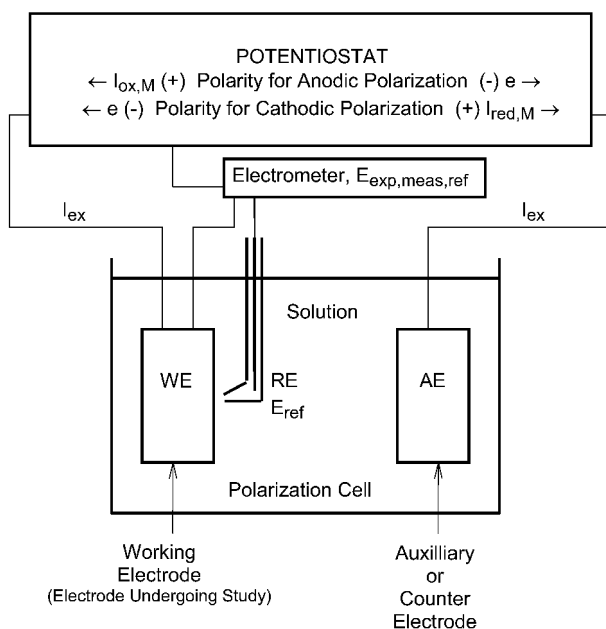 POTENTIOSTAT
← I_ox,M (+) Polarity for Anodic Polarization (-) e →
← e (-) Polarity for Cathodic Polarization (+) I_red,M →
Electrometer, E_exp,meas,ref
I_ex
I_ex
Solution
WE
RE
AE
E_ref
Polarization Cell
Working
Electrode
(Electrode Undergoing Study)
Auxilliary
or
Counter
Electrode